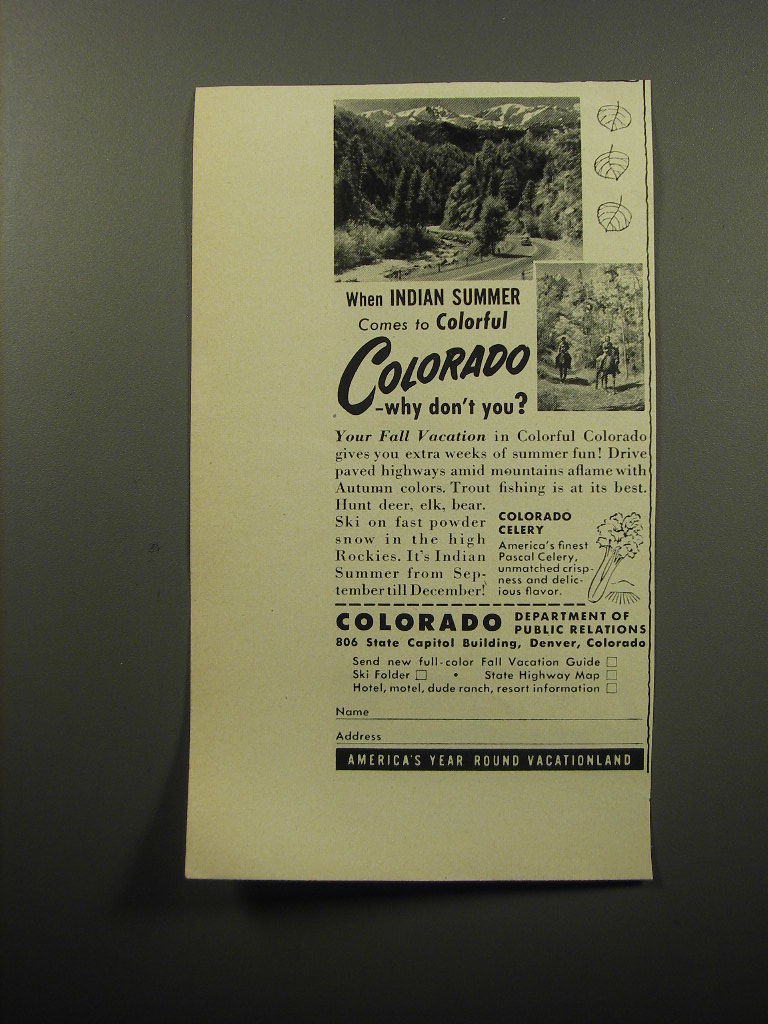 When INDIAN SUMMER
Comes to Colorful
COLORADO
-why don't you?
Your Fall Vacation in Colorful Colorado
gives you extra weeks of summer fun! Drive
paved highways amid mountains aflame with
Autumn colors. Trout fishing is at its best.
Hunt deer, elk, bear.
Ski on fast powder
snow in the high
Rockies. It's Indian
Summer from Sep-
tember till December!
COLORADO
CELERY
America's finest
Pascal Celery,
unmatched crisp-
ness and delic-
ious flavor.
COLORADO DEPARTMENT OF
PUBLIC RELATIONS
806 State Capitol Building, Denver, Colorado
Send new full-color Fall Vacation Guide □
Ski Folder □ • State Highway Map □
Hotel, motel, dude ranch, resort information □
Name
Address
AMERICA'S YEAR ROUND VACATIONLAND